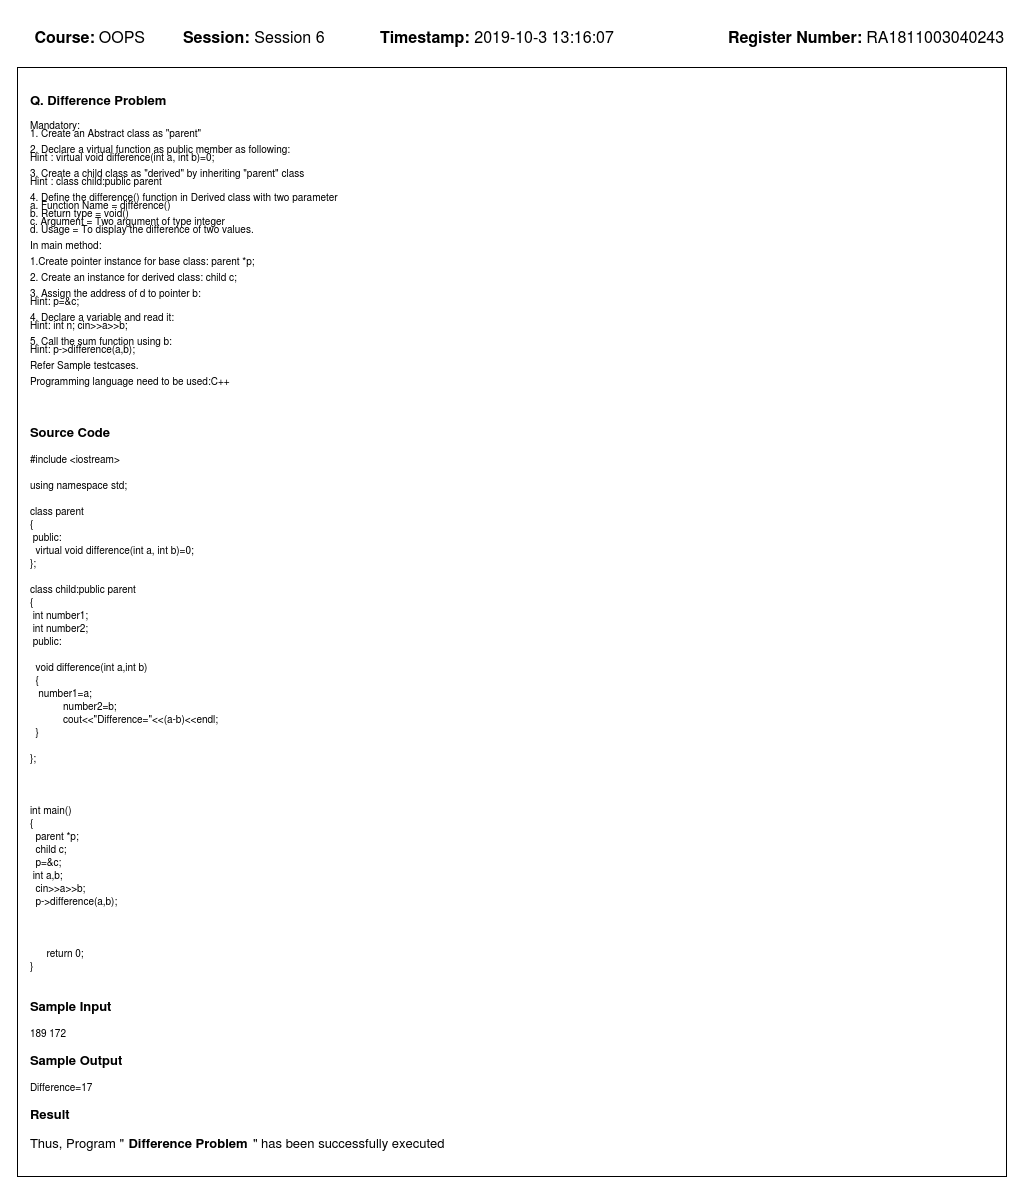 Course: OOPS Session: Session 6 Timestamp: 2019-10-3 13:16:07 Register Number: RA1811003040243
Q. Difference Problem
Mandatory:
1. Create an Abstract class as "parent"
2. Declare a virtual function as public member as following:
Hint : virtual void difference(int a, int b)=0;
3. Create a child class as "derived" by inheriting "parent" class
Hint : class child:public parent
4. Define the difference() function in Derived class with two parameter
a. Function Name = difference()
b. Return type = void()
c. Argument = Two argument of type integer
d. Usage = To display the difference of two values.
In main method:
1.Create pointer instance for base class: parent *p;
2. Create an instance for derived class: child c;
3. Assign the address of d to pointer b:
Hint: p=&c;
4. Declare a variable and read it:
Hint: int n; cin>>a>>b;
5. Call the sum function using b:
Hint: p->difference(a,b);
Refer Sample testcases.
Programming language need to be used:C++
Source Code
#include <iostream>
using namespace std;
class parent
{
public:
virtual void difference(int a, int b)=0;
};
class child:public parent
{
int number1;
int number2;
public:
void difference(int a,int b)
{
number1=a;
number2=b;
cout<<"Difference="<<(a-b)<<endl;
}
};
int main()
{
parent *p;
child c;
p=&c;
int a,b;
cin>>a>>b;
p->difference(a,b);
return 0;
}
Sample Input
189 172
Sample Output
Difference=17
Result
Thus, Program " Difference Problem " has been successfully executed